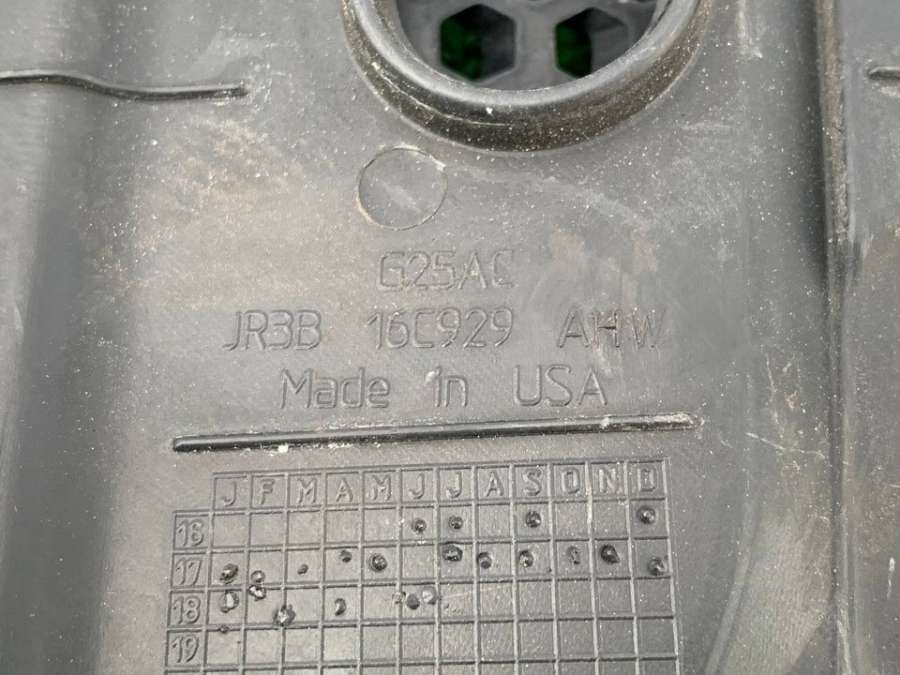 G25AC
JR3B 16C929 AHW
Made in USA
J F M A M J J A S O N D
16
17
18
19